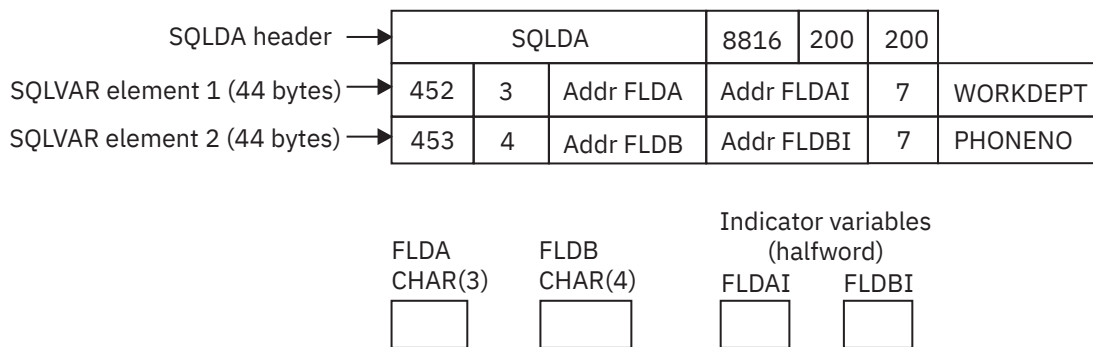 SQLDA header SQLDA 8816 200 200
SQLVAR element 1 (44 bytes) 452 3 Addr FLDA Addr FLDAI 7 WORKDEPT
SQLVAR element 2 (44 bytes) 453 4 Addr FLDB Addr FLDBI 7 PHONENO
Indicator variables
(halfword)
FLDA FLDB
CHAR(3) CHAR(4) FLDAI FLDBI